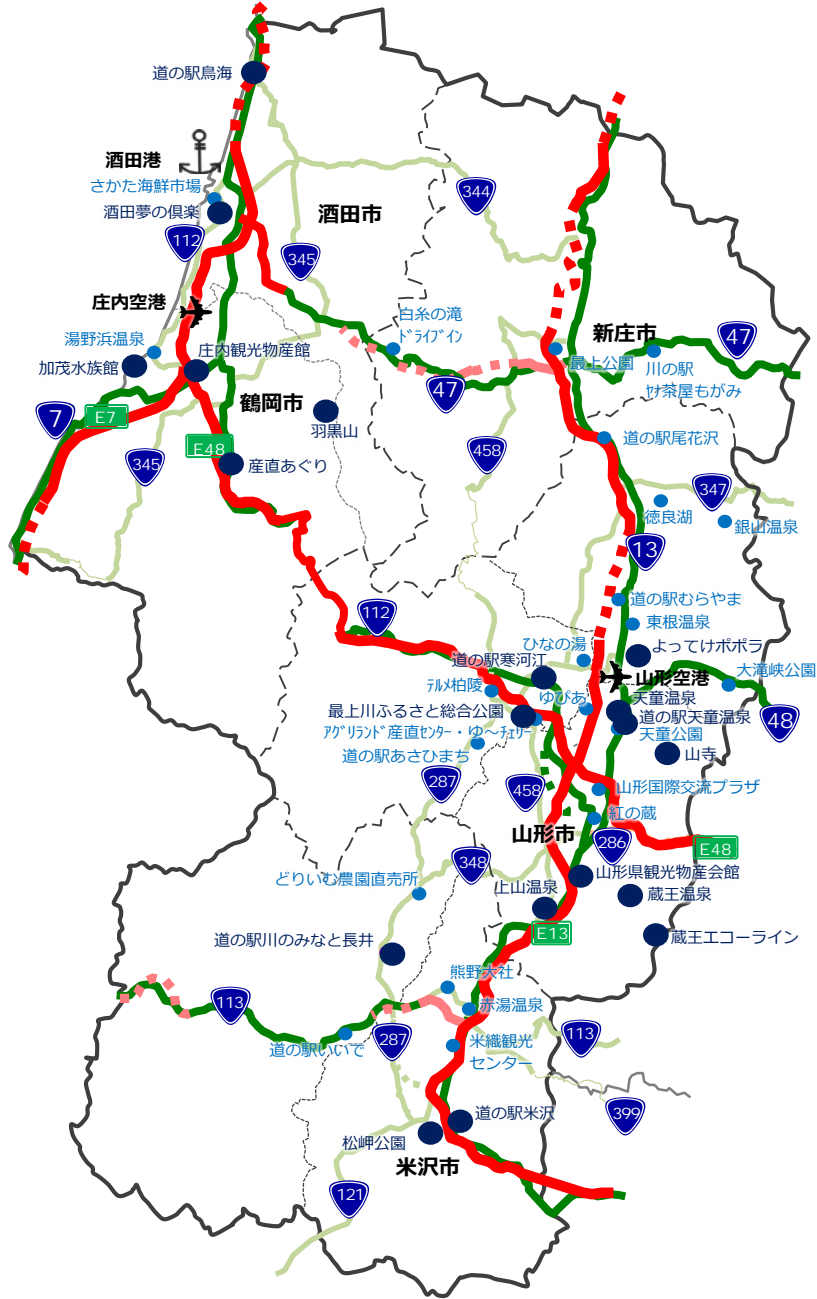 道の駅鳥海
酒田港
さかた海鮮市場
酒田夢の倶楽
酒田市
344
112
345
庄内空港
湯野浜温泉
加茂水族館
庄内観光物産館
白糸の滝
ﾄﾞﾗｲﾌﾞｲﾝ
新庄市
47
最上公園
川の駅
ﾔﾅ茶屋もがみ
47
7
E7
鶴岡市
羽黒山
E48
345
産直あぐり
458
道の駅尾花沢
347
徳良湖
銀山温泉
13
道の駅むらやま
東根温泉
112
ひなの湯
よってけポポラ
道の駅寒河江
山形空港
大滝峡公園
ﾃﾙﾒ柏陵
ゆぴあ
天童温泉
最上川ふるさと総合公園
道の駅天童温泉
48
ｱｸﾞﾘﾗﾝﾄﾞ産直ｾﾝﾀｰ・ゆ～ﾁｪﾘｰ
天童公園
道の駅あさひまち
山寺
287
458
山形国際交流プラザ
紅の蔵
山形市
286
E48
348
どりいむ農園直売所
山形県観光物産会館
上山温泉
蔵王温泉
E13
道の駅川のみなと長井
蔵王エコーライン
熊野大社
113
赤湯温泉
287
道の駅いいで
米織観光
センター
113
道の駅米沢
399
松岬公園
米沢市
121